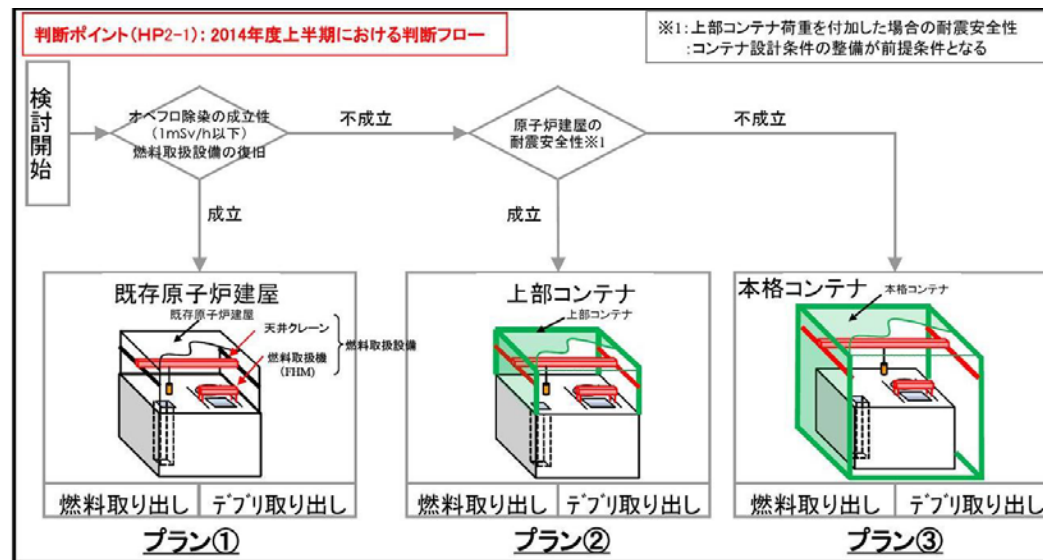 判断ポイント(HP2-1): 2014年度上半期における判断フロー
※1:上部コンテナ荷重を付加した場合の耐震安全性
:コンテナ設計条件の整備が前提条件となる
検討開始
オペフロ除染の成立性
(1mSv/h以下)
燃料取扱設備の復旧
不成立
原子炉建屋の
耐震安全性※1
不成立
成立
成立
既存原子炉建屋
既存原子炉建屋
天井クレーン
燃料取扱機
(FHM)
燃料取扱設備
燃料取り出し
デブリ取り出し
プラン①
上部コンテナ
上部コンテナ
燃料取り出し
デブリ取り出し
プラン②
本格コンテナ
本格コンテナ
燃料取り出し
デブリ取り出し
プラン③